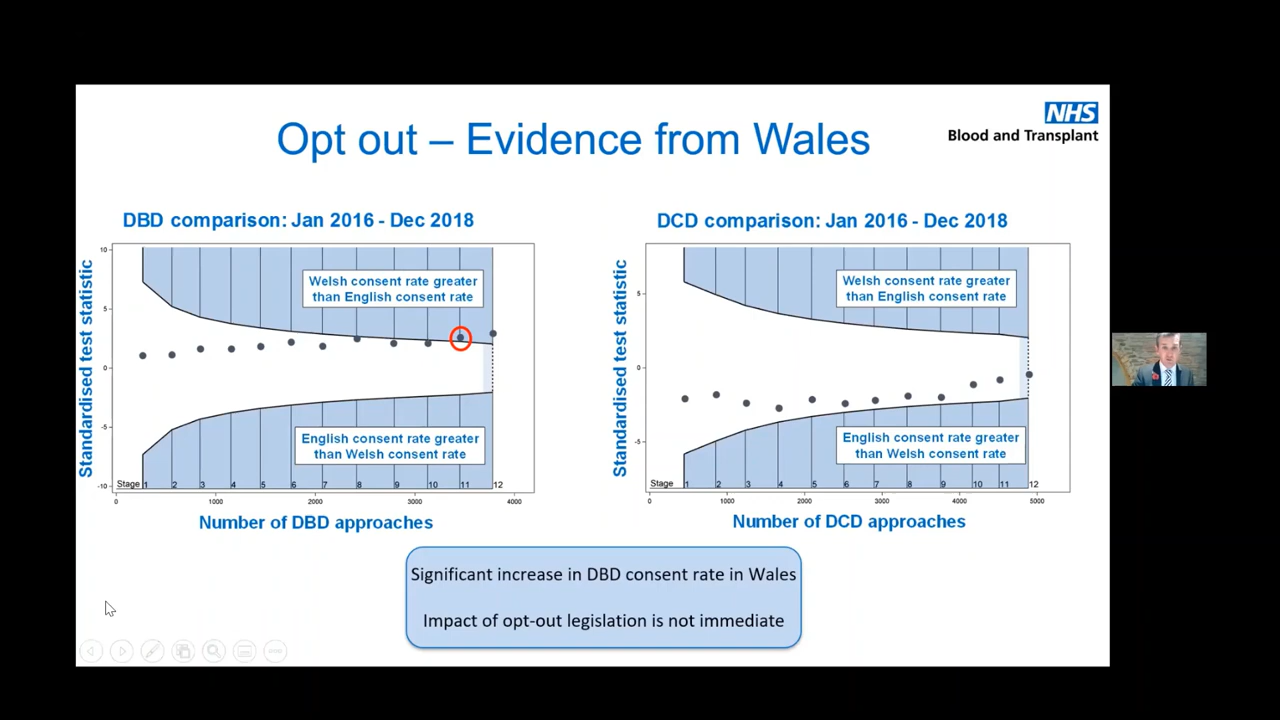 Opt out – Evidence from Wales
NHS
Blood and Transplant
DBD comparison: Jan 2016 - Dec 2018
Standardised test statistic
10
5
0
-5
-10
Welsh consent rate greater
than English consent rate
English consent rate greater
than Welsh consent rate
Stage 1 2 3 4 5 6 7 8 9 10 11 12
0 1000 2000 3000 4000
Number of DBD approaches
DCD comparison: Jan 2016 - Dec 2018
Standardised test statistic
5
0
-5
Welsh consent rate greater
than English consent rate
English consent rate greater
than Welsh consent rate
Stage 1 2 3 4 5 6 7 8 9 10 11 12
0 1000 2000 3000 4000 5000
Number of DCD approaches
Significant increase in DBD consent rate in Wales
Impact of opt-out legislation is not immediate